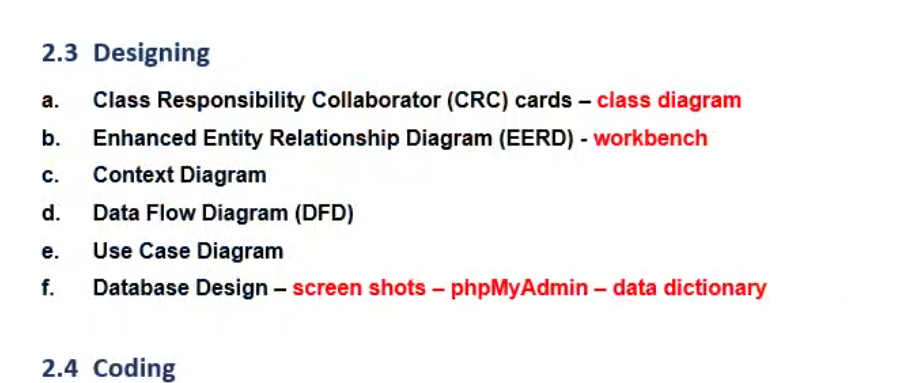 2.3 Designing
a. Class Responsibility Collaborator (CRC) cards – class diagram
b. Enhanced Entity Relationship Diagram (EERD) - workbench
c. Context Diagram
d. Data Flow Diagram (DFD)
e. Use Case Diagram
f. Database Design – screen shots – phpMyAdmin – data dictionary
2.4 Coding